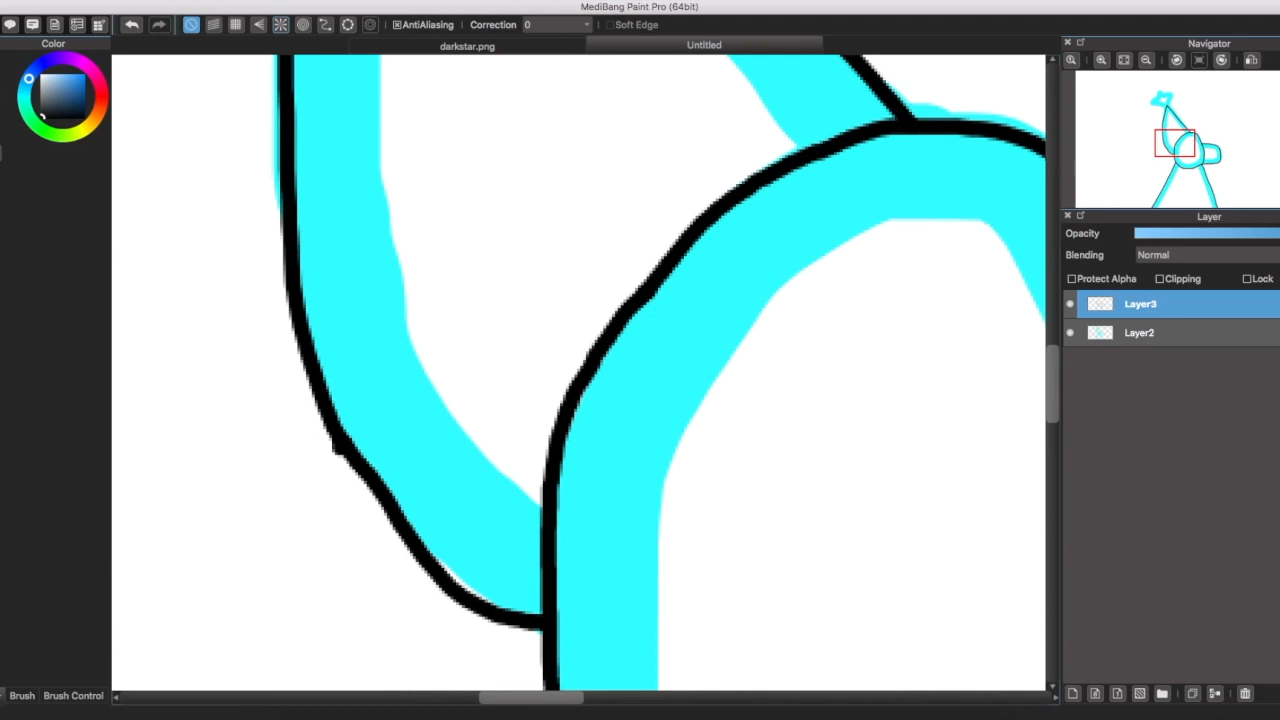 MediBang Paint Pro (64bit)
AntiAliasing
Correction 0
Soft Edge
Color
darkstar.png
Untitled
Navigator
Layer
Opacity
Blending Normal
Protect Alpha Clipping Lock
Layer3
Layer2
Brush Brush Control